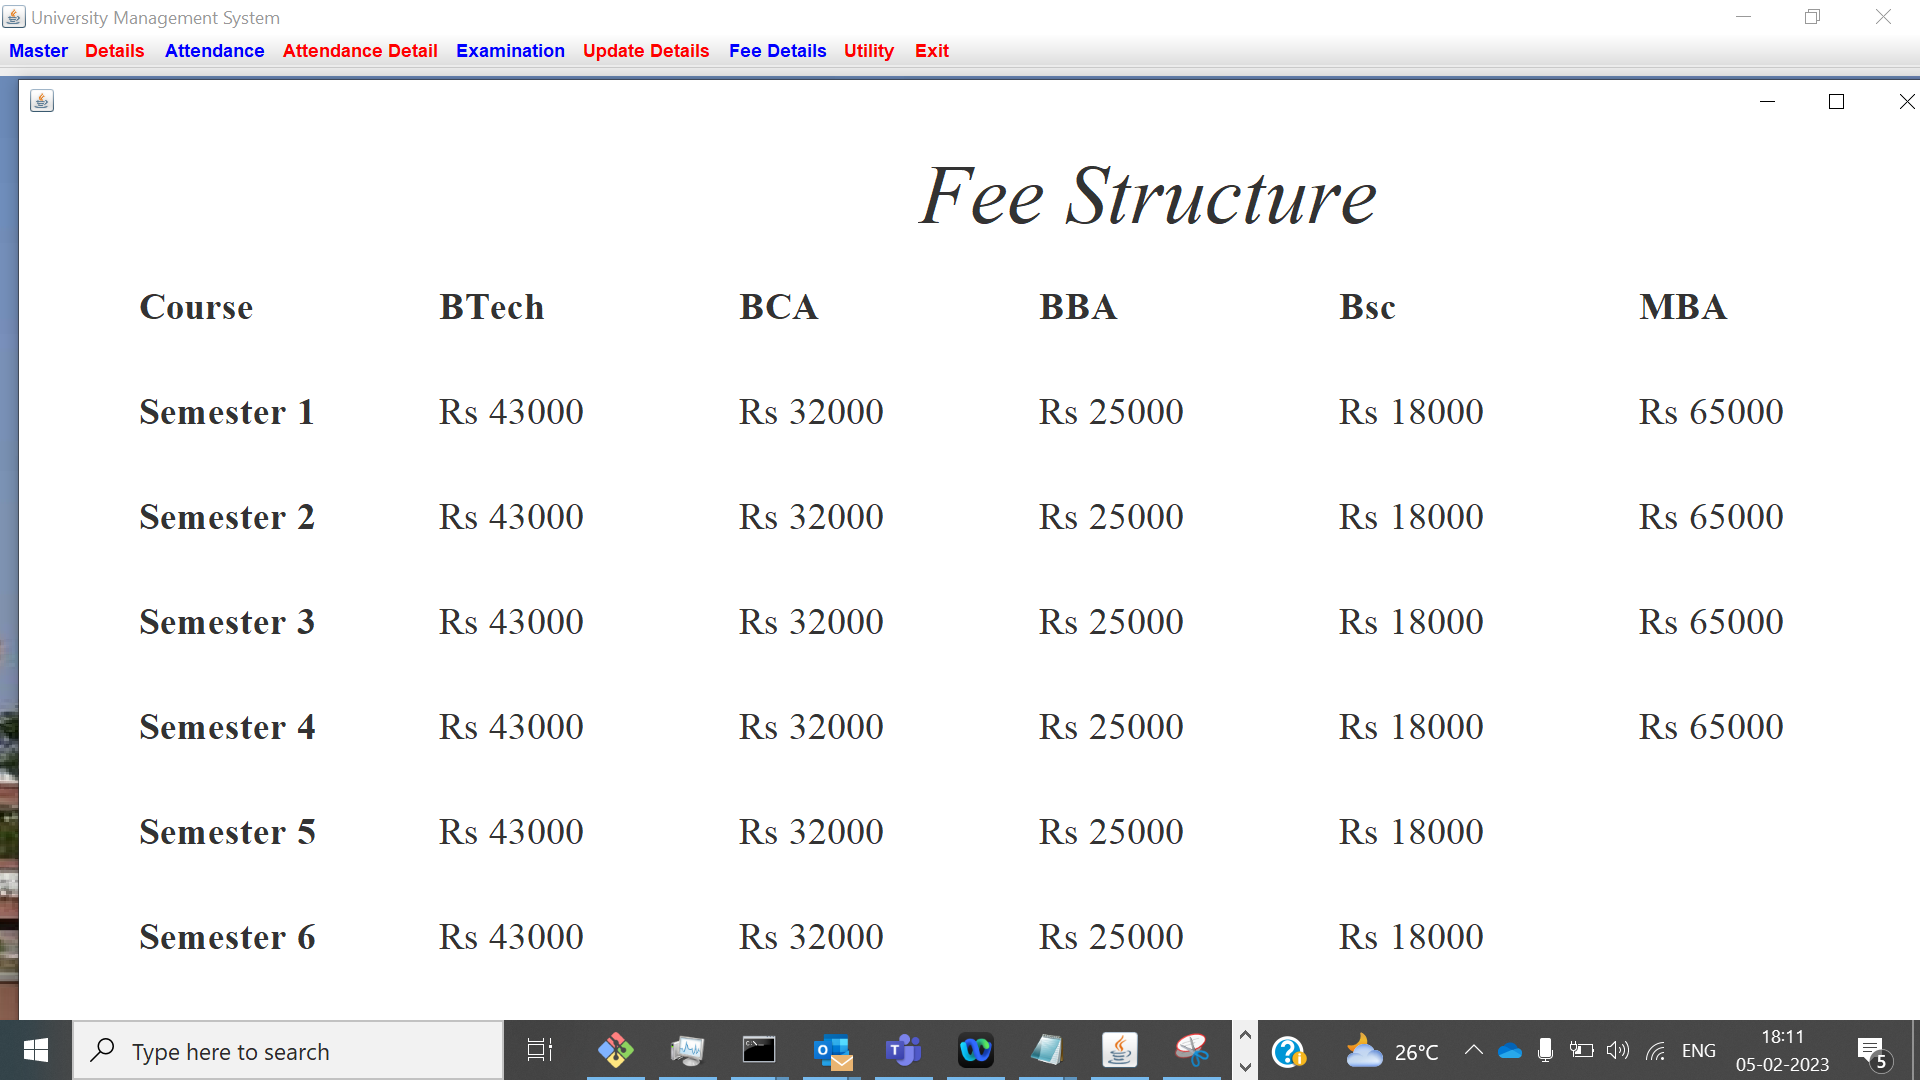 University Management System
Master Details Attendance Attendance Detail Examination Update Details Fee Details Utility Exit
Fee Structure
Course BTech BCA BBA Bsc MBA
Semester 1 Rs 43000 Rs 32000 Rs 25000 Rs 18000 Rs 65000
Semester 2 Rs 43000 Rs 32000 Rs 25000 Rs 18000 Rs 65000
Semester 3 Rs 43000 Rs 32000 Rs 25000 Rs 18000 Rs 65000
Semester 4 Rs 43000 Rs 32000 Rs 25000 Rs 18000 Rs 65000
Semester 5 Rs 43000 Rs 32000 Rs 25000 Rs 18000
Semester 6 Rs 43000 Rs 32000 Rs 25000 Rs 18000
Type here to search 26°C ENG 18:11
05-02-2023 5